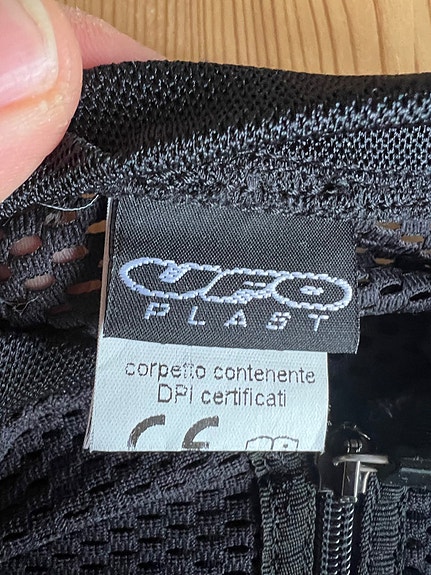 UFO
PLAST
corpetto contenente
DPI certificati
CE